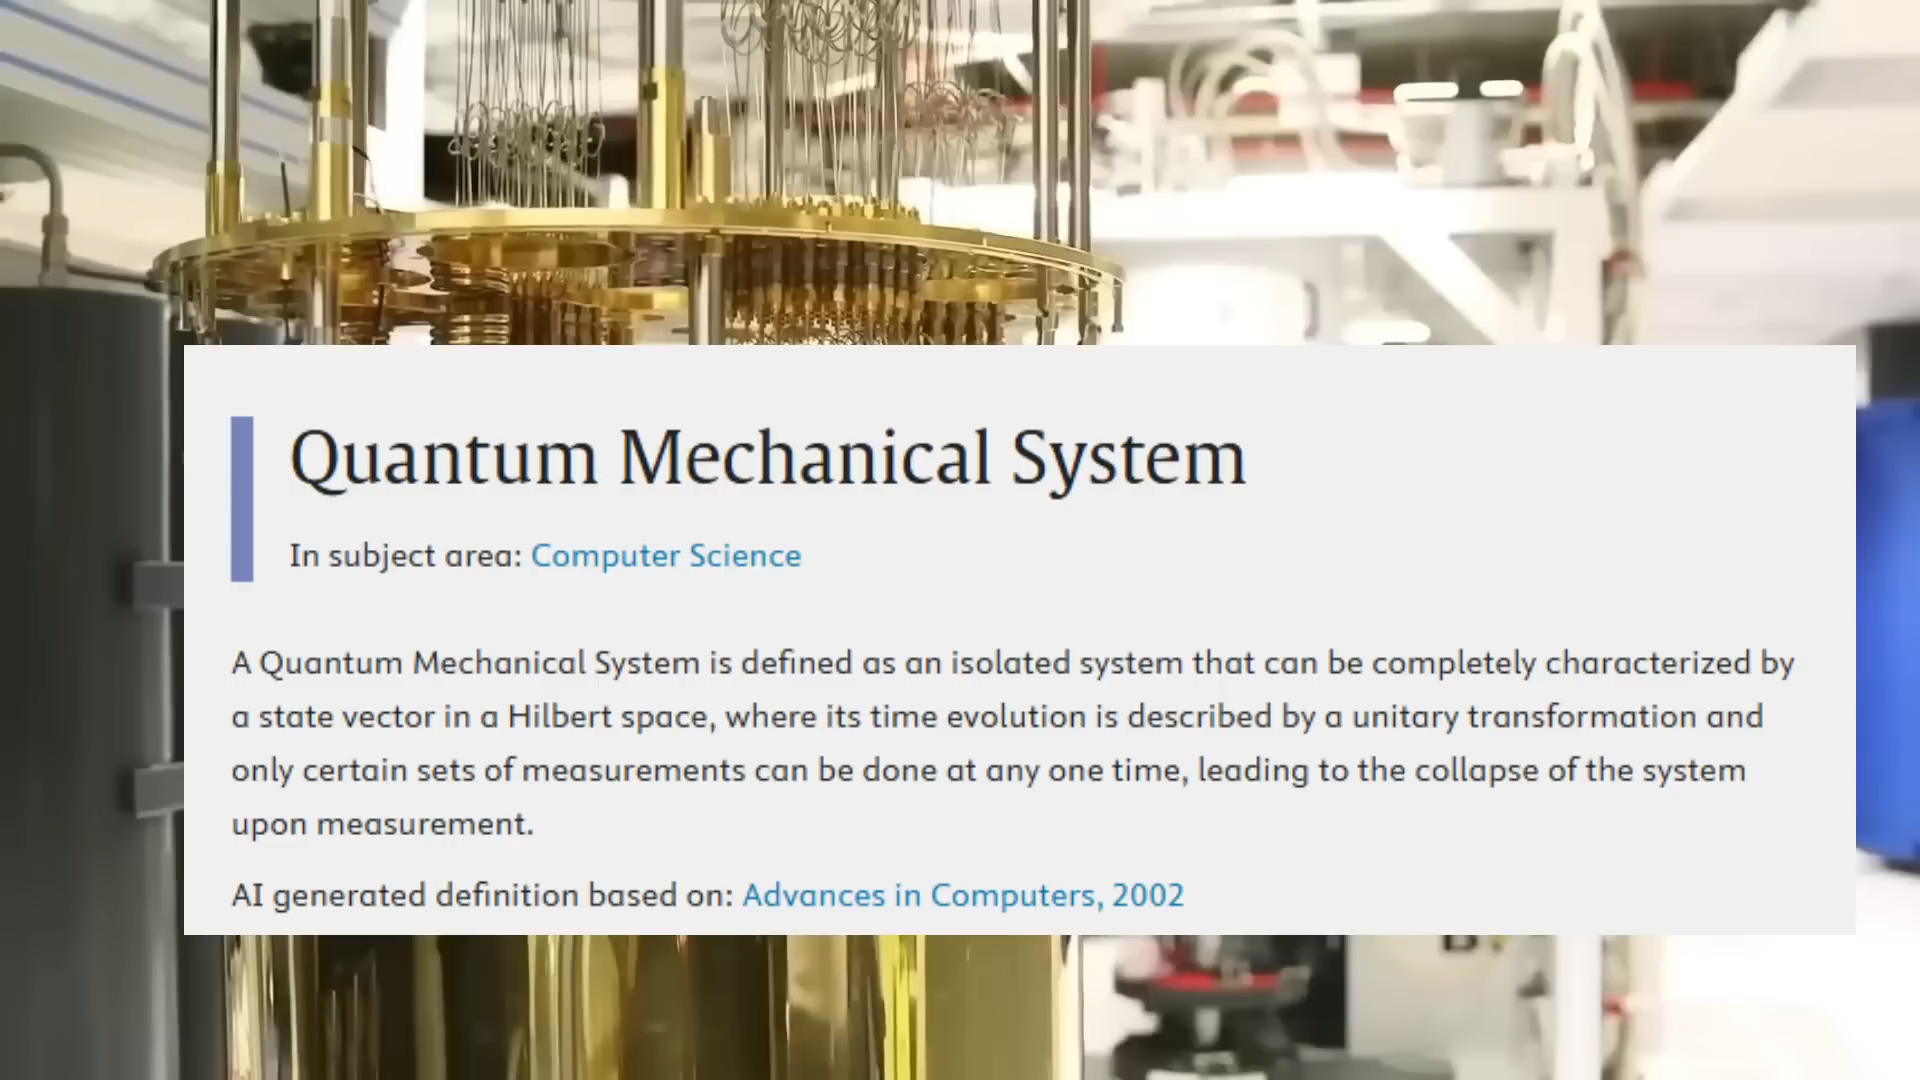 Quantum Mechanical System
In subject area: Computer Science
A Quantum Mechanical System is defined as an isolated system that can be completely characterized by
a state vector in a Hilbert space, where its time evolution is described by a unitary transformation and
only certain sets of measurements can be done at any one time, leading to the collapse of the system
upon measurement.
AI generated definition based on: Advances in Computers, 2002